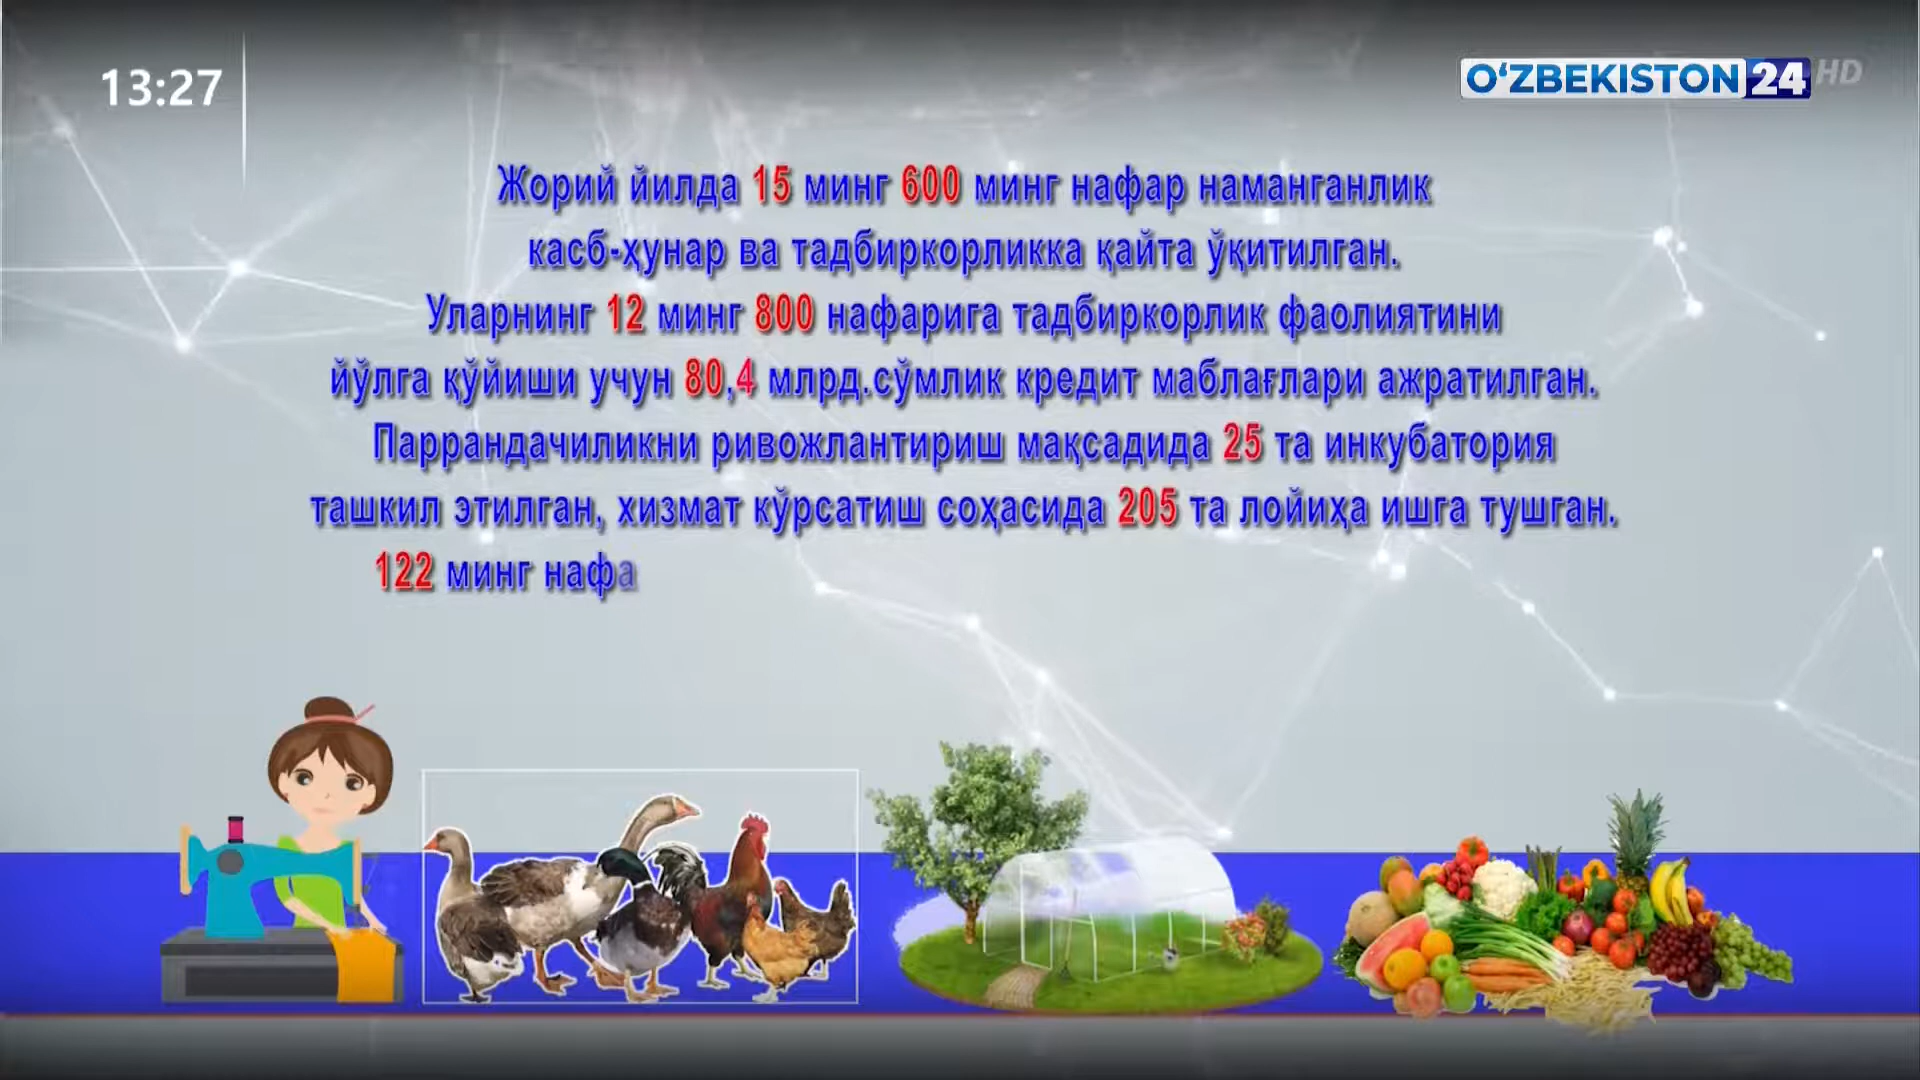 13:27
O‘ZBEKISTON 24 HD
Жорий йилда 15 минг 600 минг нафар наманганлик
касб-ҳунар ва тадбиркорликка қайта ўқитилган.
Уларнинг 12 минг 800 нафарига тадбиркорлик фаолиятини
йўлга қўйиши учун 80,4 млрд.сўмлик кредит маблағлари ажратилган.
Паррандачиликни ривожлантириш мақсадида 25 та инкубатория
ташкил этилган, хизмат кўрсатиш соҳасида 205 та лойиҳа ишга тушган.
122 минг нафа